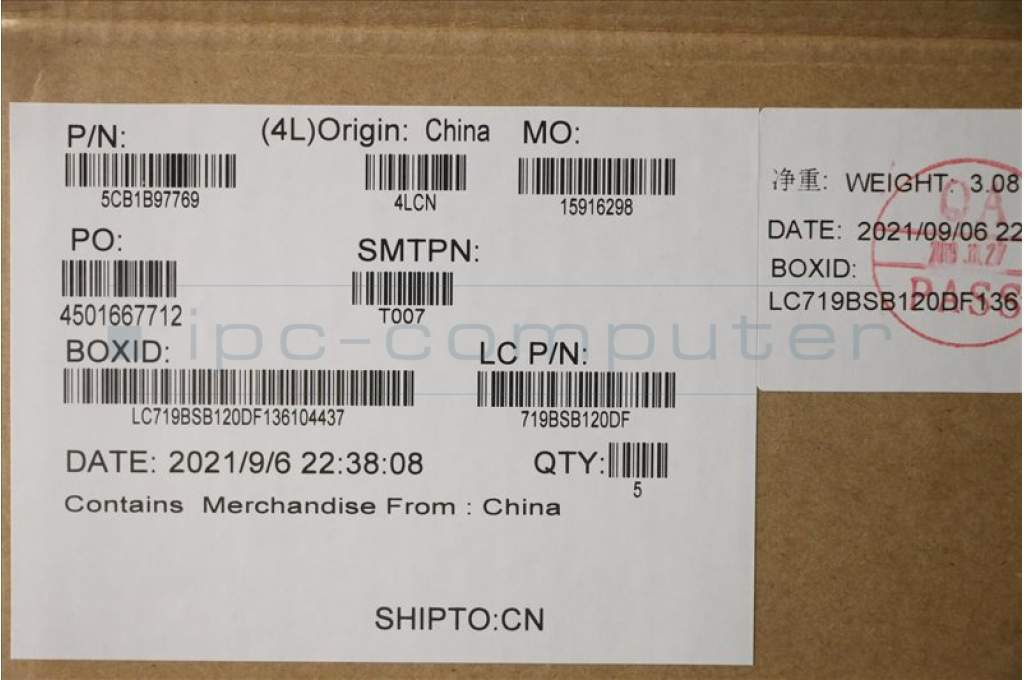 P/N:
5CB1B97769
(4L)Origin: China
4LCN
MO:
15916298
PO:
4501667712
SMTPN:
T007
BOXID:
LC719BSB120DF136104437
LC P/N:
719BSB120DF
DATE: 2021/9/6 22:38:08
QTY:
5
Contains Merchandise From : China
SHIPTO:CN
净重: WEIGHT: 3.08
DATE: 2021/09/06 22
BOXID:
LC719BSB120DF136
QA
PASS
ipc-computer